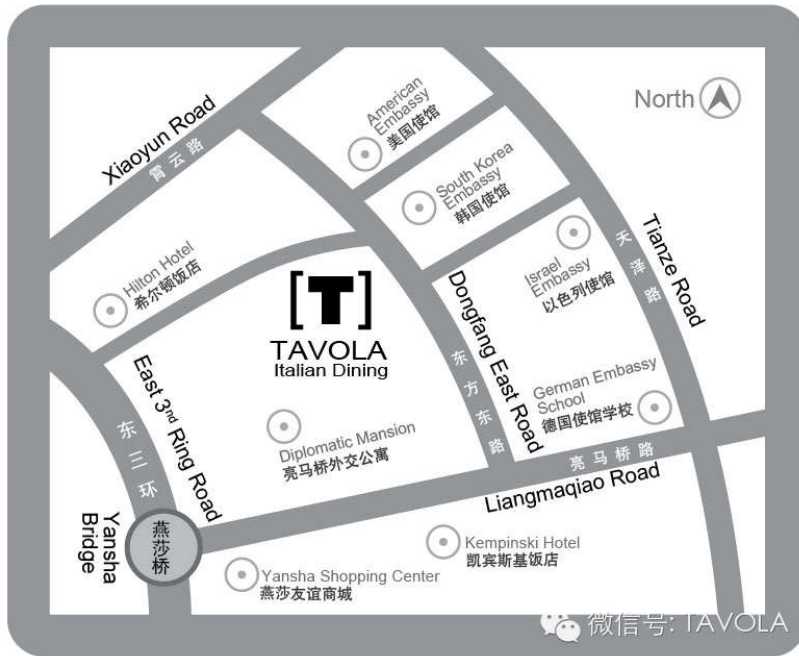 North
American
Embassy
美国使馆
Xiaoyun Road
霄云路
South Korea
Embassy
韩国使馆
Tianze Road
天泽路
Hilton Hotel
希尔顿饭店
Israel
Embassy
以色列使馆
[T]
TAVOLA
Italian Dining
Dongfang East Road
东方东路
East 3nd Ring Road
东三环
German Embassy
School
德国使馆学校
Diplomatic Mansion
亮马桥外交公寓
亮马桥路
Liangmaqiao Road
Yansha
Bridge
燕莎桥
Kempinski Hotel
凯宾斯基饭店
Yansha Shopping Center
燕莎友谊商城
微信号: TAVOLA